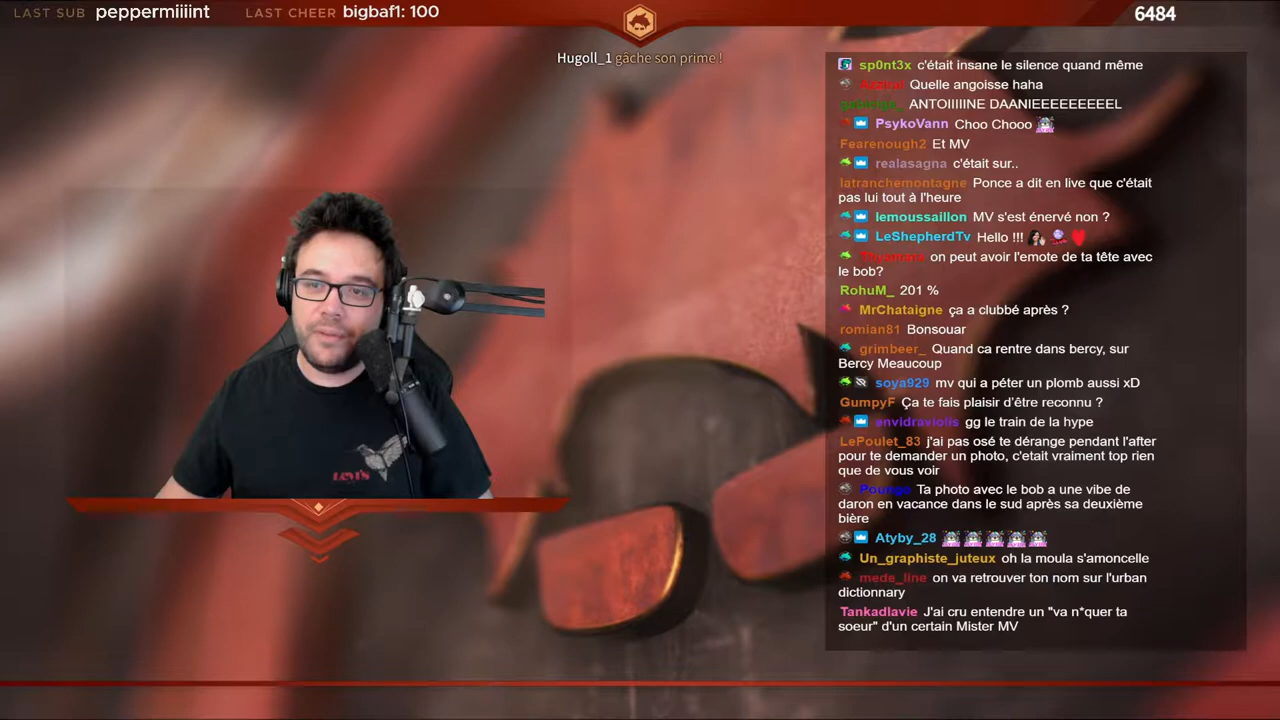 LAST SUB peppermiiiint LAST CHEER bigbaf1: 100 6484
Hugoll_1 gâche son prime !
sp0nt3x c'était insane le silence quand même
Quelle angoisse haha
ANTOIIIIINE DAANIEEEEEEEEEL
PsykoVann Choo Chooo
Fearenough2 Et MV
realasagna c'était sur..
latranchemontagne Ponce a dit en live que c'était
pas lui tout à l'heure
lemoussaillon MV s'est énervé non ?
LeShepherdTv Hello !!!
on peut avoir l'emote de ta tête avec
le bob?
RohuM_ 201 %
MrChataigne ça a clubbé après ?
romian81 Bonsouar
grimbeer_ Quand ca rentre dans bercy, sur
Bercy Meaucoup
soya929 mv qui a péter un plomb aussi xD
GumpyF Ça te fais plaisir d'être reconnu ?
envidraviolis gg le train de la hype
LePoulet_83 j'ai pas osé te dérange pendant l'after
pour te demander un photo, c'etait vraiment top rien
que de vous voir
Poungo Ta photo avec le bob a une vibe de
daron en vacance dans le sud après sa deuxième
bière
Atyby_28
Un_graphiste_juteux oh la moula s'amoncelle
mede_line on va retrouver ton nom sur l'urban
dictionnary
Tankadlavie J'ai cru entendre un "va n*quer ta
soeur" d'un certain Mister MV
LEVI'S